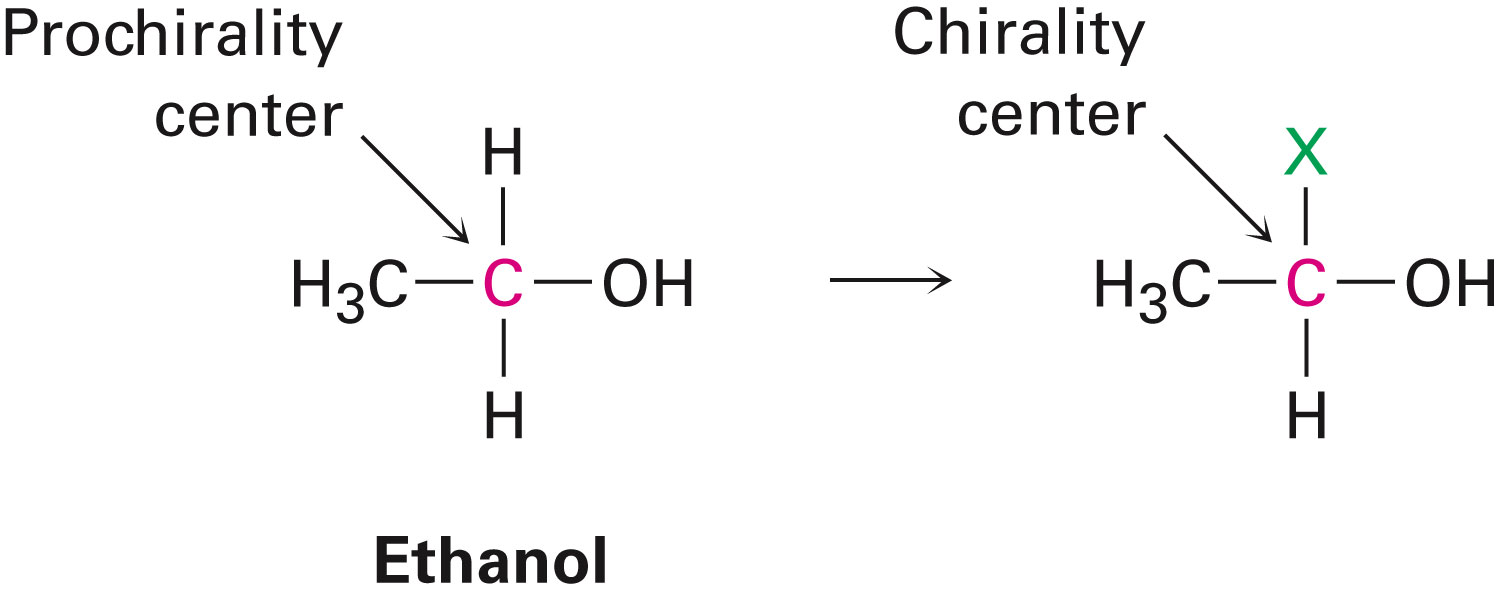 Prochirality
center
H
H3C—C—OH
H
Ethanol
Chirality
center
X
H3C—C—OH
H